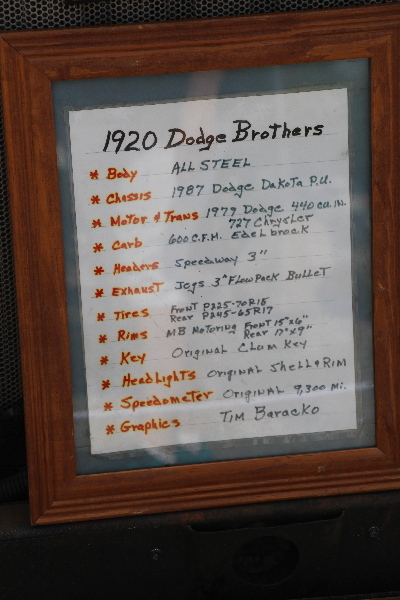 1920 Dodge Brothers
* Body ALL STEEL
* Chassis 1987 Dodge Dakota P.U.
* Motor & Trans 1979 Dodge 440 cu. in.
727 Chrysler
* Carb 600 C.F.M. Edelbrock
* Headers Speedway 3"
* Exhaust Jegs 3" FlowPack Bullet
* Tires Front P225-70R15
Rear P245-65R17
* Rims MB Motoring Front 15"x6"
Rear 17"x9"
* Key Original Clum Key
* Headlights Original Shell & Rim
* Speedometer Original 9,300 Mi.
* Graphics Tim Baracko